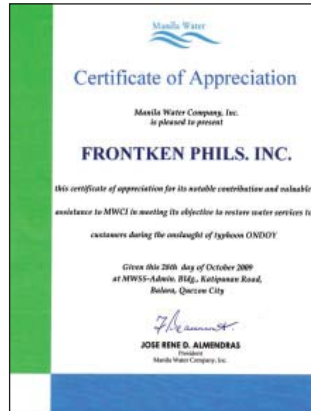 Manila Water
Certificate of Appreciation
Manila Water Company, Inc.
is pleased to present
FRONTKEN PHILS. INC.
this certificate of appreciation for its notable contribution and valuable
assistance to MWCI in meeting its objective to restore water services to
customers during the onslaught of typhoon ONDOY
Given this 28th day of October 2009
at MWSS-Admin. Bldg., Katipunan Road,
Balara, Quezon City
JOSE RENE D. ALMENDRAS
President
Manila Water Company, Inc.